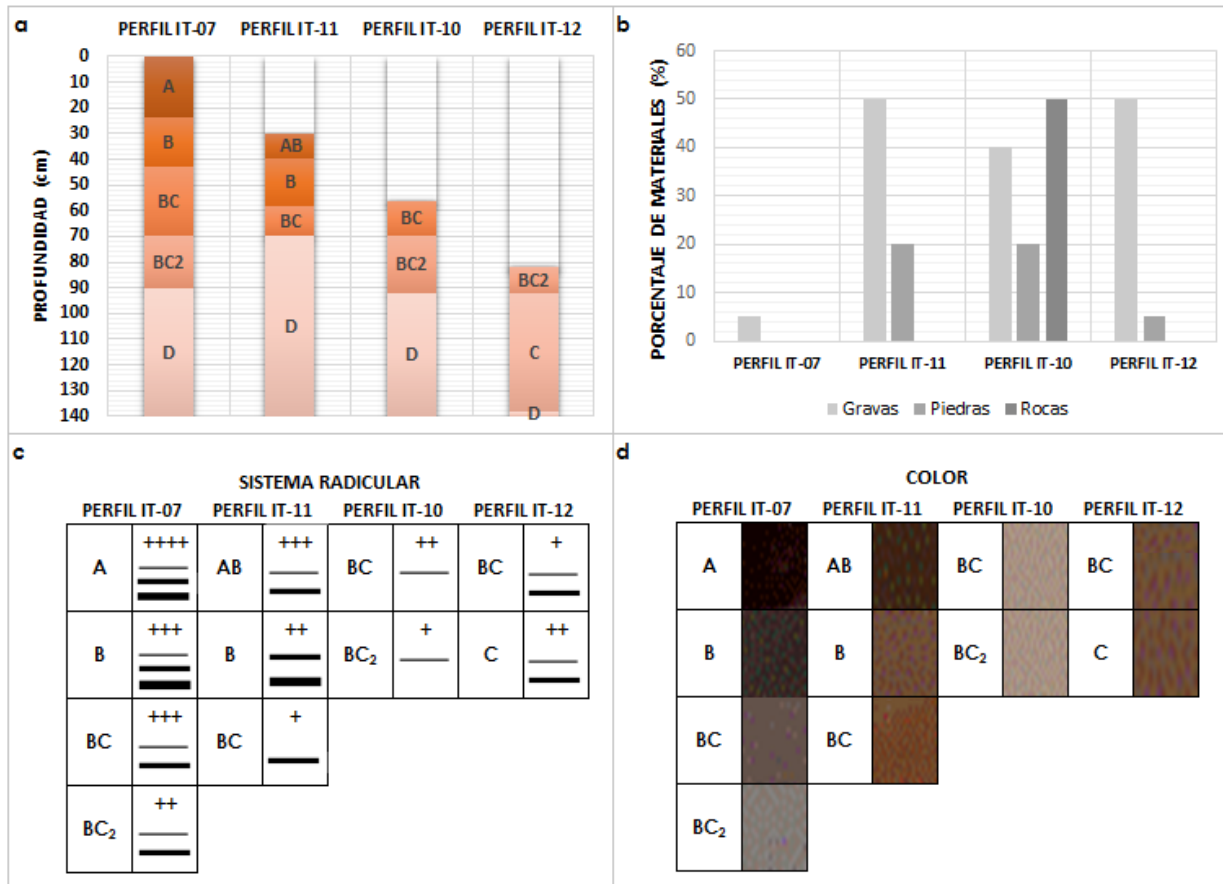 a
PERFIL IT-07 PERFIL IT-11 PERFIL IT-10 PERFIL IT-12
PROFUNDIDAD (cm)
0
10
20
30
40
50
60
70
80
90
100
110
120
130
140
A
B
BC
BC2
D
AB
B
BC
D
BC
BC2
D
BC2
C
D
b
PORCENTAJE DE MATERIALES (%)
60
50
40
30
20
10
0
PERFIL IT-07 PERFIL IT-11 PERFIL IT-10 PERFIL IT-12
Gravas Piedras Rocas
c
SISTEMA RADICULAR
PERFIL IT-07 PERFIL IT-11 PERFIL IT-10 PERFIL IT-12
A ++++ AB +++ BC ++ BC +
B +++ B ++ BC₂ + C ++
BC +++ BC +
BC₂ ++
d
COLOR
PERFIL IT-07 PERFIL IT-11 PERFIL IT-10 PERFIL IT-12
A AB BC BC
B B BC₂ C
BC BC
BC₂